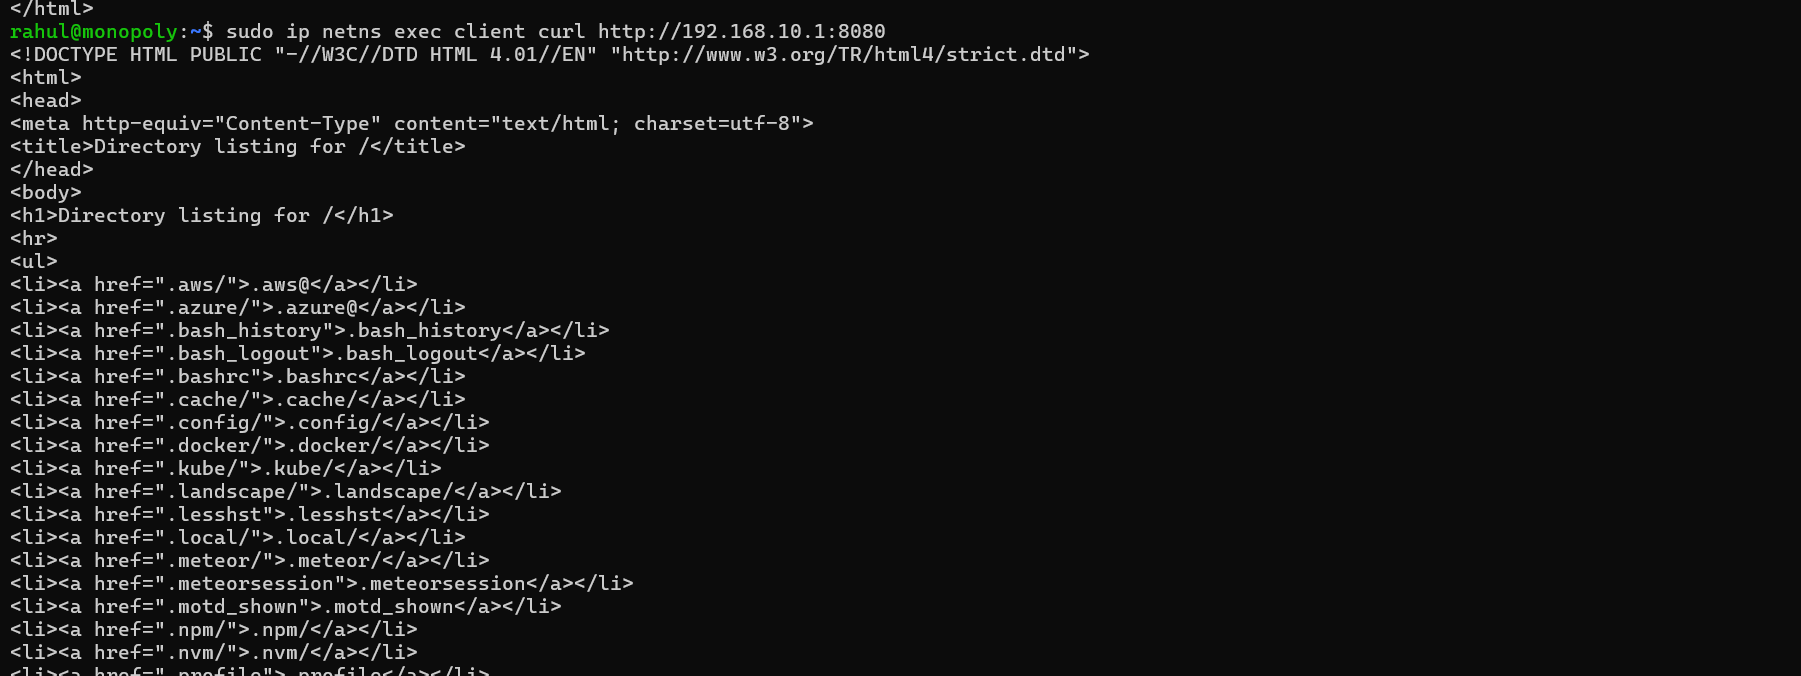 </html>
rahul@monopoly:~$ sudo ip netns exec client curl http://192.168.10.1:8080
<!DOCTYPE HTML PUBLIC "-//W3C//DTD HTML 4.01//EN" "http://www.w3.org/TR/html4/strict.dtd">
<html>
<head>
<meta http-equiv="Content-Type" content="text/html; charset=utf-8">
<title>Directory listing for /</title>
</head>
<body>
<h1>Directory listing for /</h1>
<hr>
<ul>
<li><a href=".aws/">.aws@</a></li>
<li><a href=".azure/">.azure@</a></li>
<li><a href=".bash_history">.bash_history</a></li>
<li><a href=".bash_logout">.bash_logout</a></li>
<li><a href=".bashrc">.bashrc</a></li>
<li><a href=".cache/">.cache/</a></li>
<li><a href=".config/">.config/</a></li>
<li><a href=".docker/">.docker/</a></li>
<li><a href=".kube/">.kube/</a></li>
<li><a href=".landscape/">.landscape/</a></li>
<li><a href=".lesshst">.lesshst</a></li>
<li><a href=".local/">.local/</a></li>
<li><a href=".meteor/">.meteor/</a></li>
<li><a href=".meteorsession">.meteorsession</a></li>
<li><a href=".motd_shown">.motd_shown</a></li>
<li><a href=".npm/">.npm/</a></li>
<li><a href=".nvm/">.nvm/</a></li>
<li><a href=".profile">.profile</a></li>